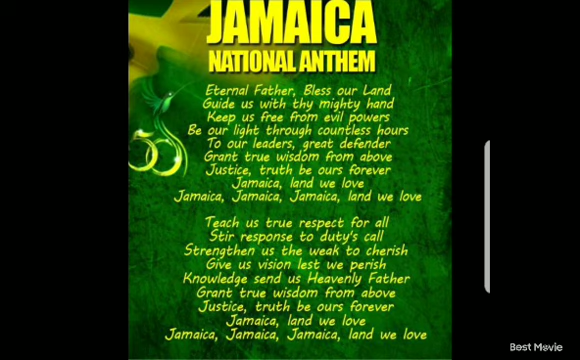 JAMAICA
NATIONAL ANTHEM
Eternal Father, Bless our Land
Guide us with thy mighty hand
Keep us free from evil powers
Be our light through countless hours
To our leaders, great defender
Grant true wisdom from above
Justice, truth be ours forever
Jamaica, land we love
Jamaica, Jamaica, Jamaica, land we love
Teach us true respect for all
Stir response to duty's call
Strengthen us the weak to cherish
Give us vision lest we perish
Knowledge send us Heavenly Father
Grant true wisdom from above
Justice, truth be ours forever
Jamaica, land we love
Jamaica, Jamaica, Jamaica, land we love
50
Best Movie